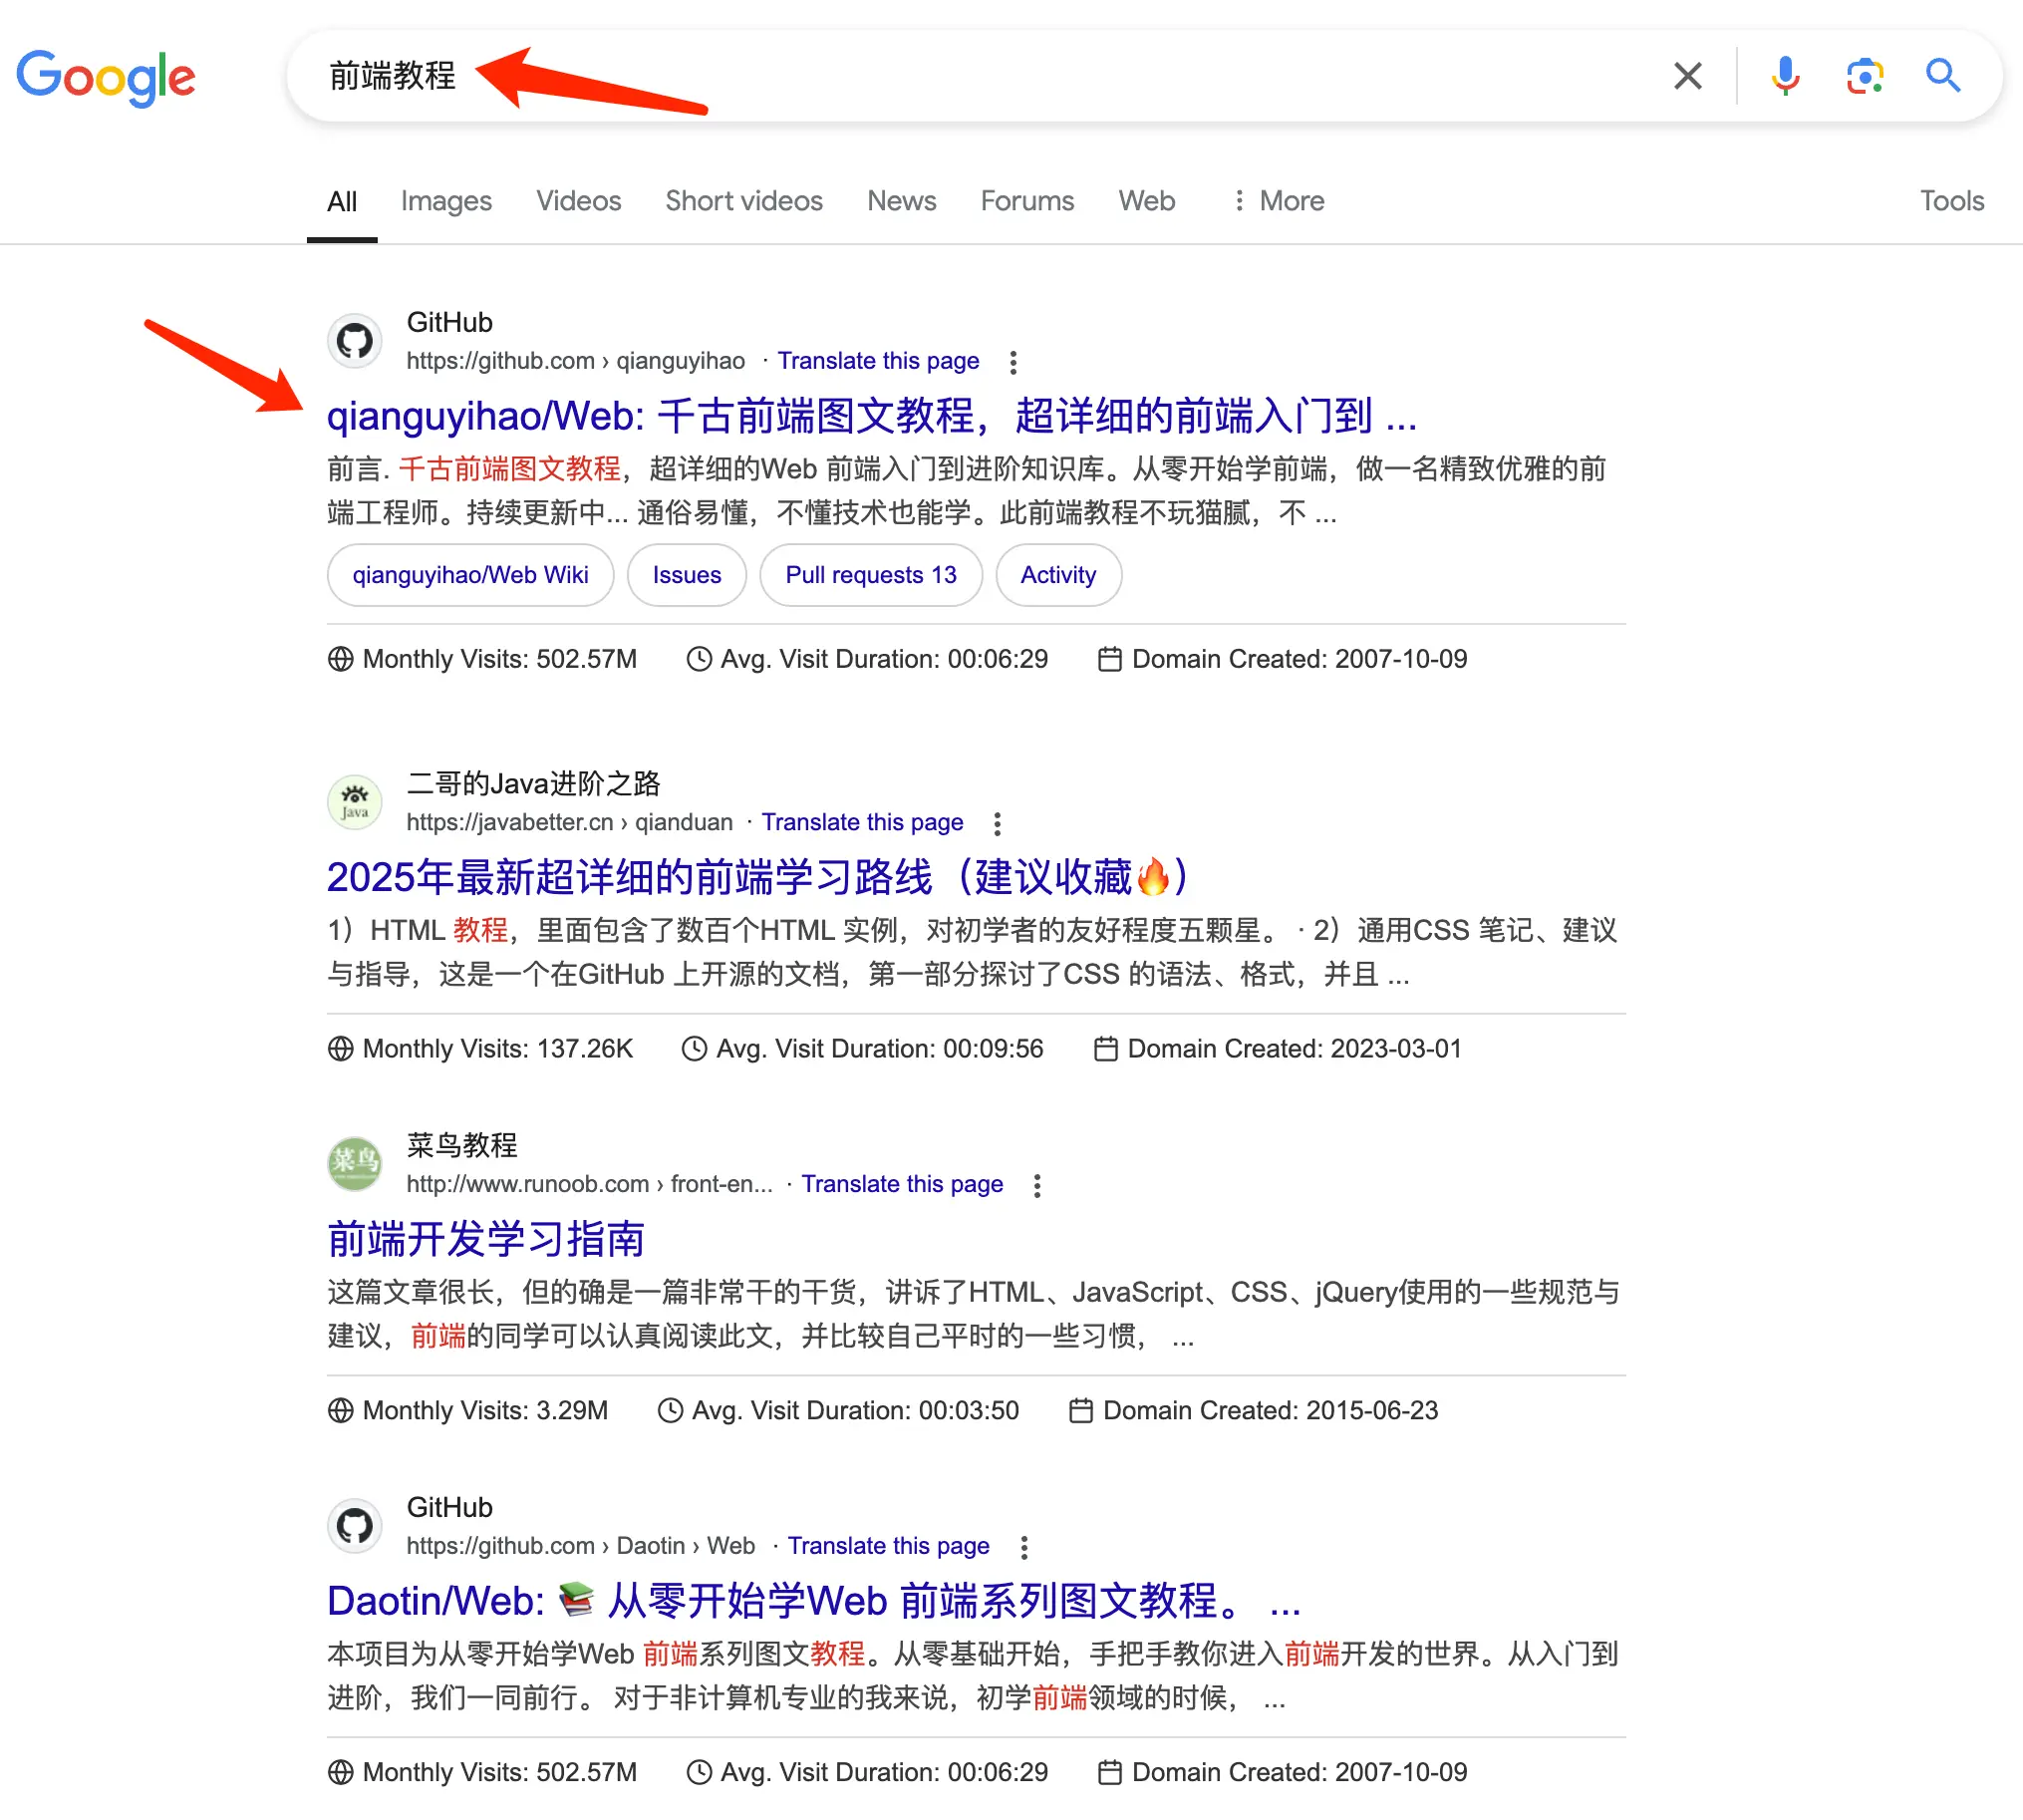 Google
前端教程
All Images Videos Short videos News Forums Web More Tools
GitHub
https://github.com › qianguyihao · Translate this page
qianguyihao/Web: 千古前端图文教程，超详细的前端入门到 ...
前言. 千古前端图文教程，超详细的Web 前端入门到进阶知识库。从零开始学前端，做一名精致优雅的前
端工程师。持续更新中... 通俗易懂，不懂技术也能学。此前端教程不玩猫腻，不 ...
qianguyihao/Web Wiki Issues Pull requests 13 Activity
Monthly Visits: 502.57M Avg. Visit Duration: 00:06:29 Domain Created: 2007-10-09
二哥的Java进阶之路
Java
https://javabetter.cn › qianduan · Translate this page
2025年最新超详细的前端学习路线（建议收藏🔥）
1）HTML 教程，里面包含了数百个HTML 实例，对初学者的友好程度五颗星。 · 2）通用CSS 笔记、建议
与指导，这是一个在GitHub 上开源的文档，第一部分探讨了CSS 的语法、格式，并且 ...
Monthly Visits: 137.26K Avg. Visit Duration: 00:09:56 Domain Created: 2023-03-01
菜鸟教程
菜鸟
http://www.runoob.com › front-en... · Translate this page
前端开发学习指南
这篇文章很长，但的确是一篇非常干的干货，讲诉了HTML、JavaScript、CSS、jQuery使用的一些规范与
建议，前端的同学可以认真阅读此文，并比较自己平时的一些习惯， ...
Monthly Visits: 3.29M Avg. Visit Duration: 00:03:50 Domain Created: 2015-06-23
GitHub
https://github.com › Daotin › Web · Translate this page
Daotin/Web: 📚 从零开始学Web 前端系列图文教程。 ...
本项目为从零开始学Web 前端系列图文教程。从零基础开始，手把手教你进入前端开发的世界。从入门到
进阶，我们一同前行。 对于非计算机专业的我来说，初学前端领域的时候， ...
Monthly Visits: 502.57M Avg. Visit Duration: 00:06:29 Domain Created: 2007-10-09